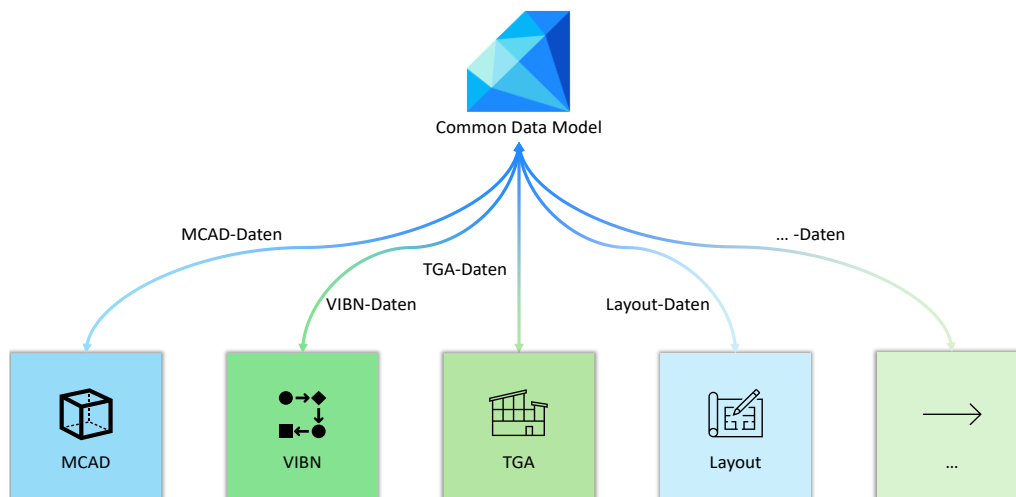 Common Data Model
MCAD-Daten
... -Daten
TGA-Daten
VIBN-Daten
Layout-Daten
MCAD
VIBN
TGA
Layout
...